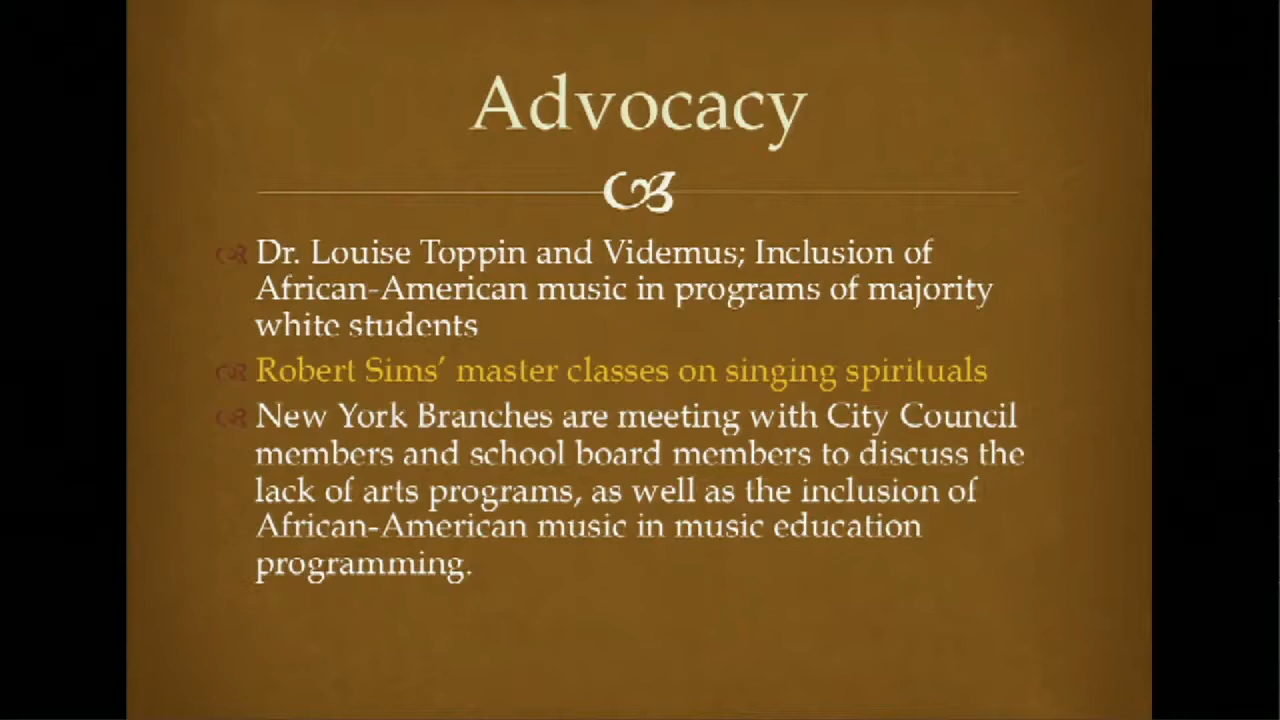 Advocacy
Dr. Louise Toppin and Videmus; Inclusion of
African-American music in programs of majority
white students
Robert Sims’ master classes on singing spirituals
New York Branches are meeting with City Council
members and school board members to discuss the
lack of arts programs, as well as the inclusion of
African-American music in music education
programming.